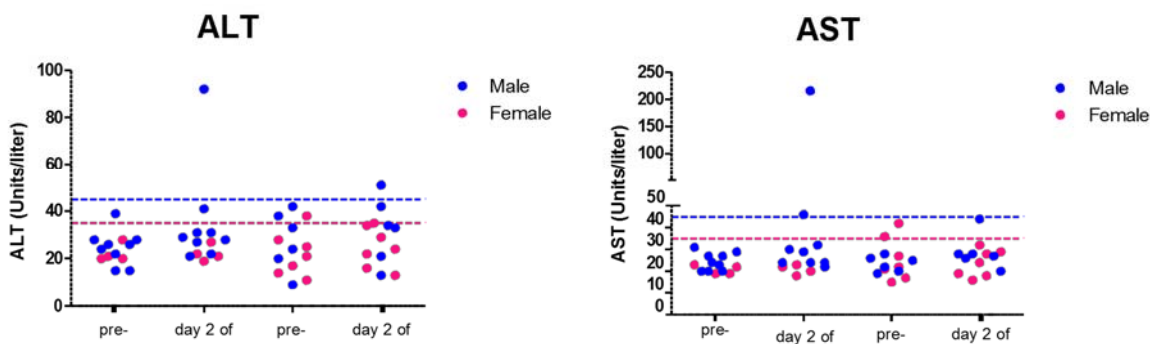 ALT
100
80
60
40
20
0
ALT (Units/liter)
pre-
day 2 of
pre-
day 2 of
Male
Female
AST
250
200
150
100
50
40
30
20
10
0
AST (Units/liter)
pre-
day 2 of
pre-
day 2 of
Male
Female